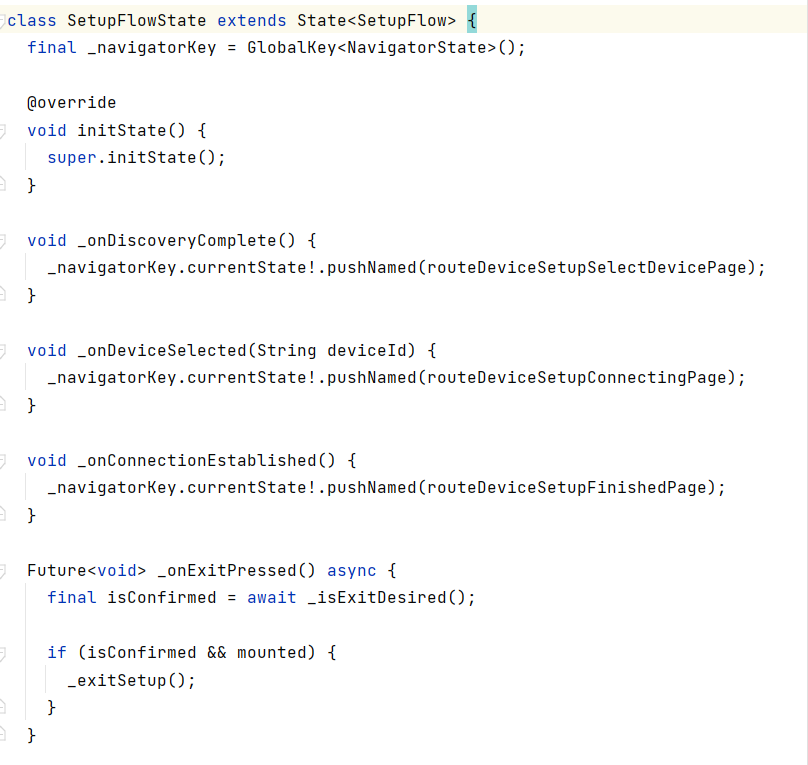 class SetupFlowState extends State<SetupFlow> {
  final _navigatorKey = GlobalKey<NavigatorState>();

  @override
  void initState() {
    super.initState();
  }

  void _onDiscoveryComplete() {
    _navigatorKey.currentState!.pushNamed(routeDeviceSetupSelectDevicePage);
  }

  void _onDeviceSelected(String deviceId) {
    _navigatorKey.currentState!.pushNamed(routeDeviceSetupConnectingPage);
  }

  void _onConnectionEstablished() {
    _navigatorKey.currentState!.pushNamed(routeDeviceSetupFinishedPage);
  }

  Future<void> _onExitPressed() async {
    final isConfirmed = await _isExitDesired();

    if (isConfirmed && mounted) {
      _exitSetup();
    }
  }